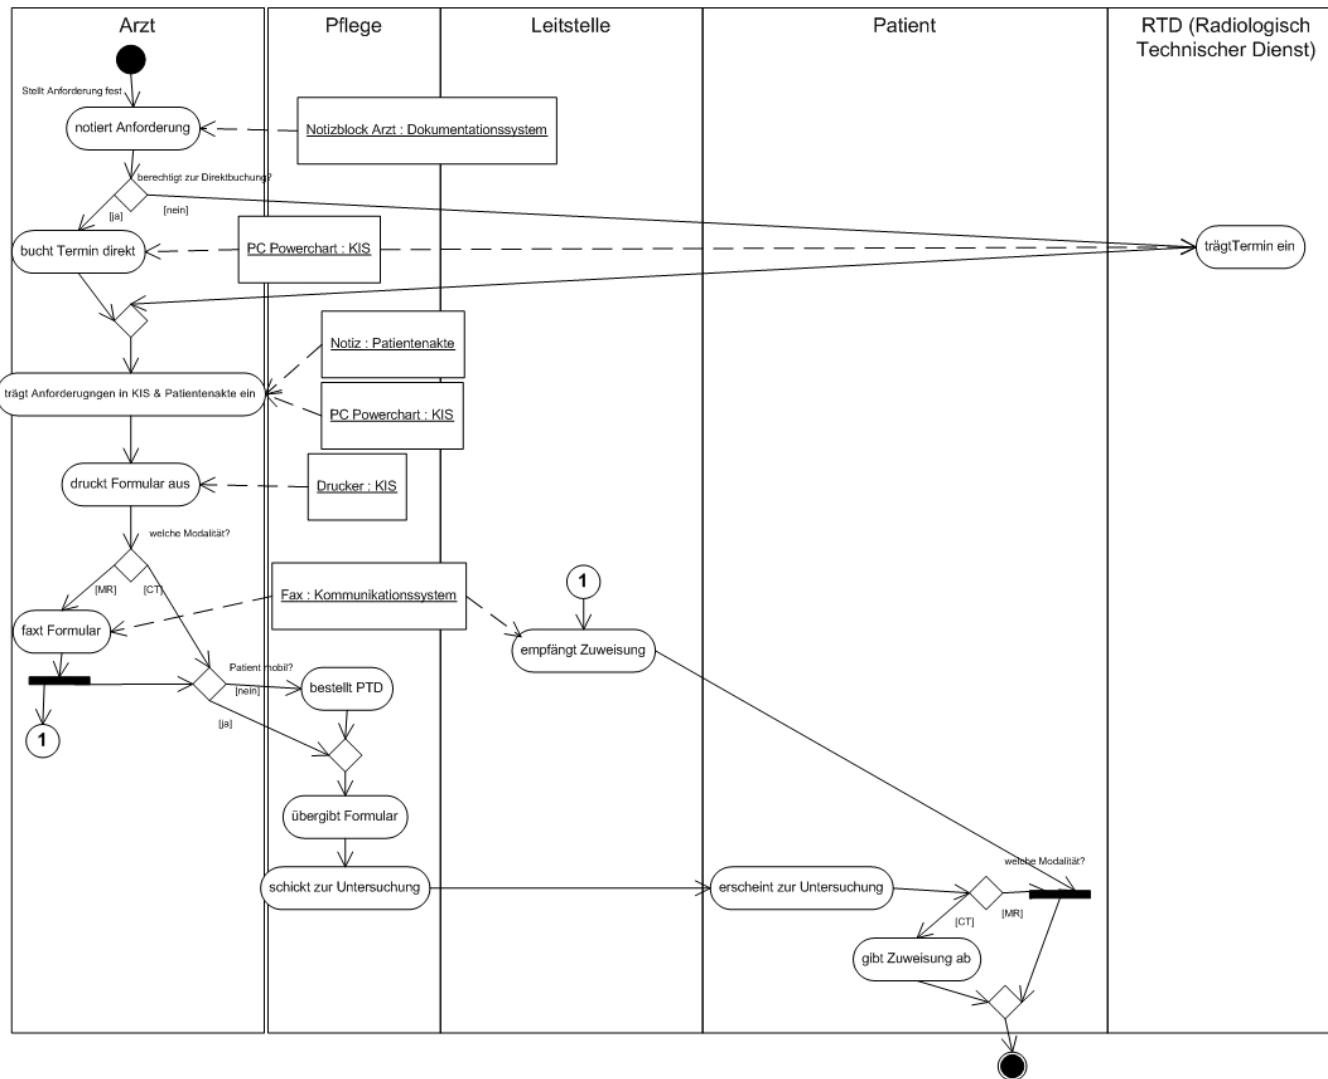 Arzt
Pflege
Leitstelle
Patient
RTD (Radiologisch
Technischer Dienst)
Stellt Anforderung fest
notiert Anforderung
Notizblock Arzt : Dokumentationssystem
berechtigt zur Direktbuchung?
[ja]
[nein]
bucht Termin direkt
PC Powerchart : KIS
trägtTermin ein
Notiz : Patientenakte
trägt Anforderugngen in KIS & Patientenakte ein
PC Powerchart : KIS
druckt Formular aus
Drucker : KIS
welche Modalität?
[MR]
[CT]
Fax : Kommunikationssystem
1
faxt Formular
empfängt Zuweisung
Patient mobil?
[nein]
bestellt PTD
[ja]
1
übergibt Formular
schickt zur Untersuchung
erscheint zur Untersuchung
welche Modalität?
[CT]
[MR]
gibt Zuweisung ab